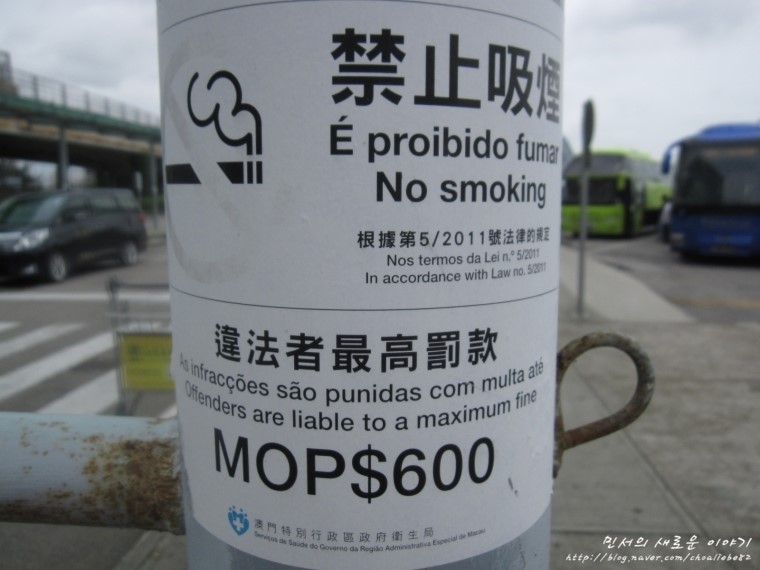 禁止吸煙
É proibido fumar
No smoking
根據第5/2011號法律的規定
Nos termos da Lei n.º 5/2011
In accordance with Law no. 5/2011
違法者最高罰款
As infracções são punidas com multa até
Offenders are liable to a maximum fine
MOP$600
澳門特別行政區政府衛生局
Serviços de Saúde do Governo da Região Administrativa Especial de Macau
민서의 새로운 이야기
http://blog.naver.com/choaliebe82